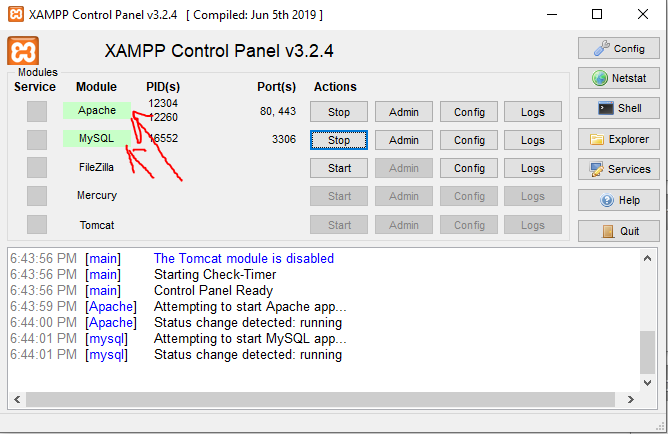 XAMPP Control Panel v3.2.4 [ Compiled: Jun 5th 2019 ]
XAMPP Control Panel v3.2.4
Config
Modules
Service Module PID(s) Port(s) Actions
Netstat
Apache 12304 12260 80, 443 Stop Admin Config Logs
Shell
MySQL 16552 3306 Stop Admin Config Logs
Explorer
FileZilla Start Admin Config Logs
Services
Mercury Start Admin Config Logs
Help
Tomcat Start Admin Config Logs
Quit
6:43:56 PM [main] The Tomcat module is disabled
6:43:56 PM [main] Starting Check-Timer
6:43:56 PM [main] Control Panel Ready
6:43:59 PM [Apache] Attempting to start Apache app...
6:44:00 PM [Apache] Status change detected: running
6:44:01 PM [mysql] Attempting to start MySQL app...
6:44:01 PM [mysql] Status change detected: running